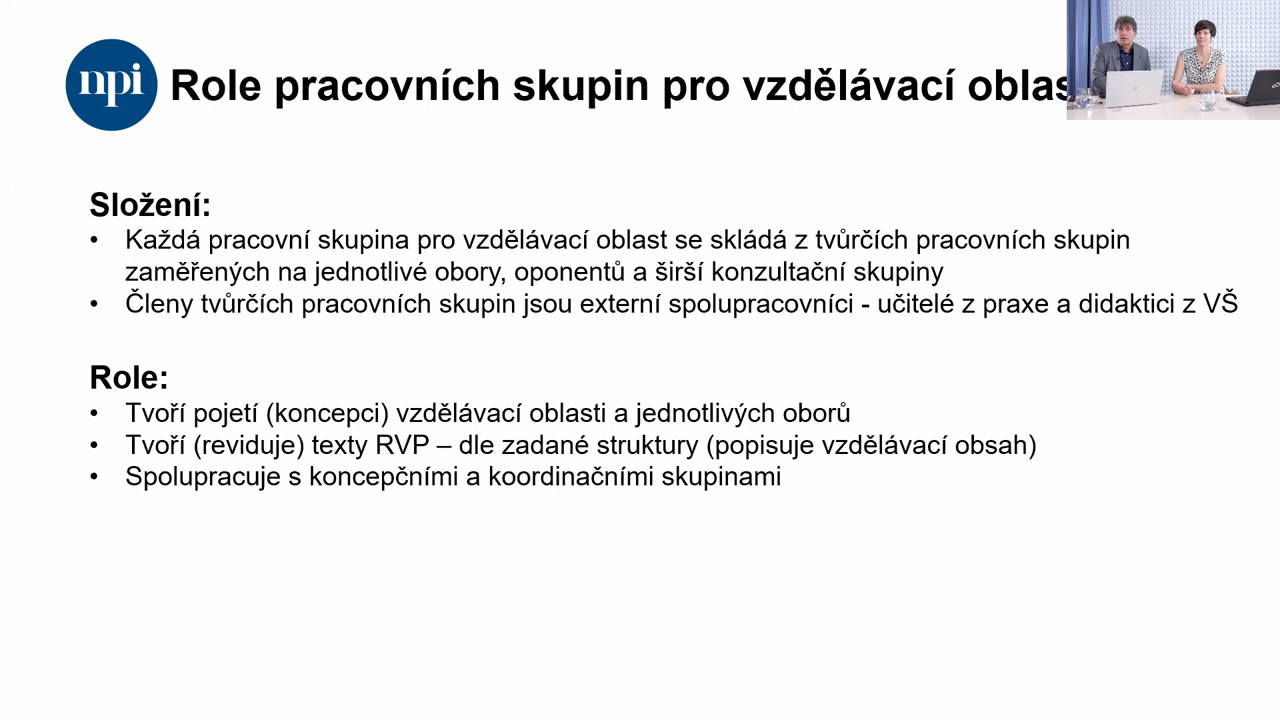 npi
Role pracovních skupin pro vzdělávací
Složení:
• Každá pracovní skupina pro vzdělávací oblast se skládá z tvůrčích pracovních skupin
zaměřených na jednotlivé obory, oponentů a širší konzultační skupiny
• Členy tvůrčích pracovních skupin jsou externí spolupracovníci - učitelé z praxe a didaktici z VŠ
Role:
• Tvoří pojetí (koncepci) vzdělávací oblasti a jednotlivých oborů
• Tvoří (reviduje) texty RVP – dle zadané struktury (popisuje vzdělávací obsah)
• Spolupracuje s koncepčními a koordinačními skupinami